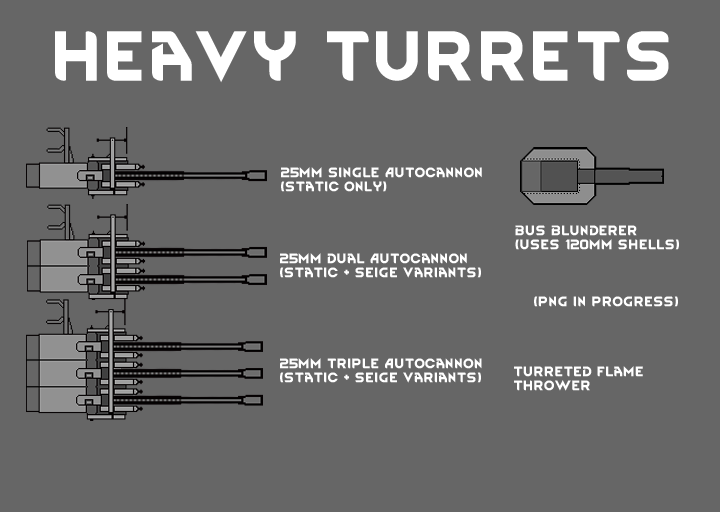 HEAVY TURRETS
25MM SINGLE AUTOCANNON
(STATIC ONLY)
25MM DUAL AUTOCANNON
(STATIC + SEIGE VARIANTS)
25MM TRIPLE AUTOCANNON
(STATIC + SEIGE VARIANTS)
BUS BLUNDERER
(USES 120MM SHELLS)
(PNG IN PROGRESS)
TURRETED FLAME
THROWER